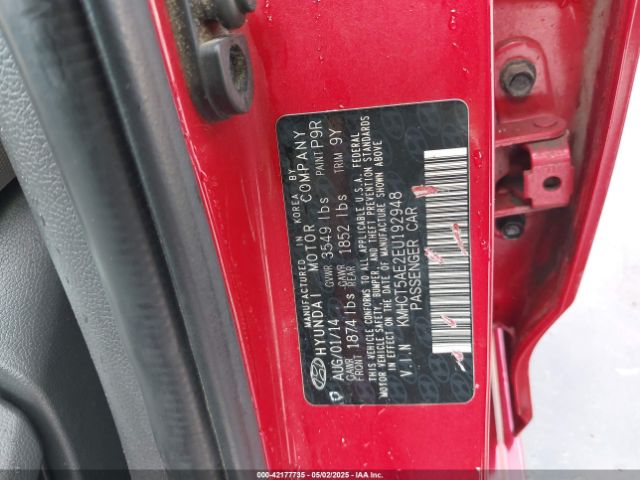 MANUFACTURED IN KOREA BY
HYUNDAI MOTOR COMPANY
AUG/01/14 GVWR 3549 lbs PAINT P9R
GAWR FRONT 1874 lbs GAWR REAR 1852 lbs TRIM 9Y
THIS VEHICLE CONFORMS TO ALL APPLICABLE U.S.A. FEDERAL
MOTOR VEHICLE SAFETY, BUMPER, AND THEFT PREVENTION STANDARDS
IN EFFECT ON THE DATE OF MANUFACTURE SHOWN ABOVE
V.I.N KMHCT5AE2EU192948
PASSENGER CAR
000-42177735 - 05/02/2025 - IAAI.COM